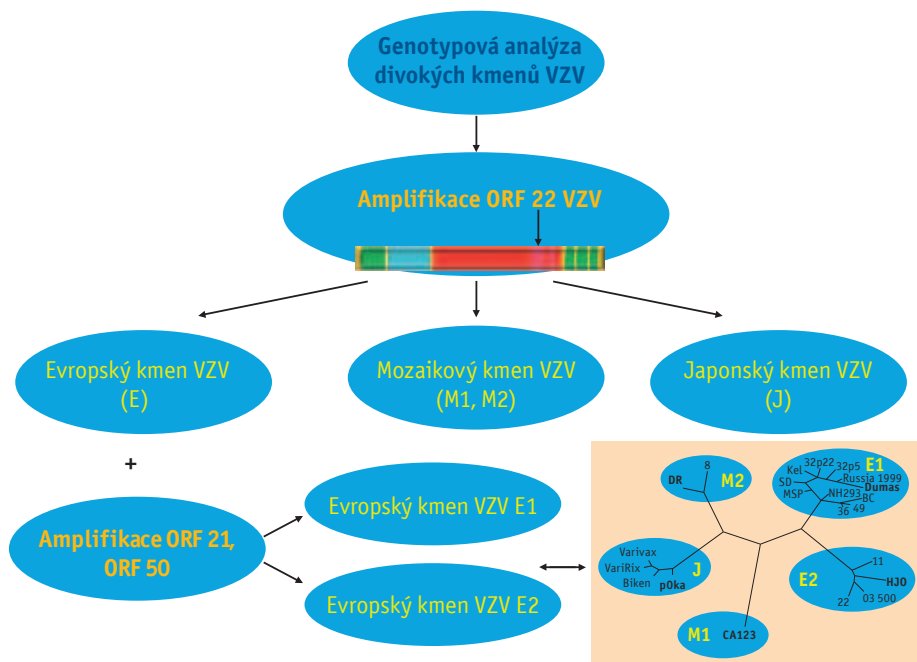 Genotypová analýza
divokých kmenů VZV
Amplifikace ORF 22 VZV
Evropský kmen VZV
(E)
Mozaikový kmen VZV
(M1, M2)
Japonský kmen VZV
(J)
+
Amplifikace ORF 21,
ORF 50
Evropský kmen VZV E1
Evropský kmen VZV E2
8
DR
M2
32p22
32p5
E1
Kel
Russia 1999
SD
Dumas
MSP
NH293
BC
36
49
Varivax
VariRix
J
Biken
pOka
11
E2
HJO
22
03 500
M1
CA123